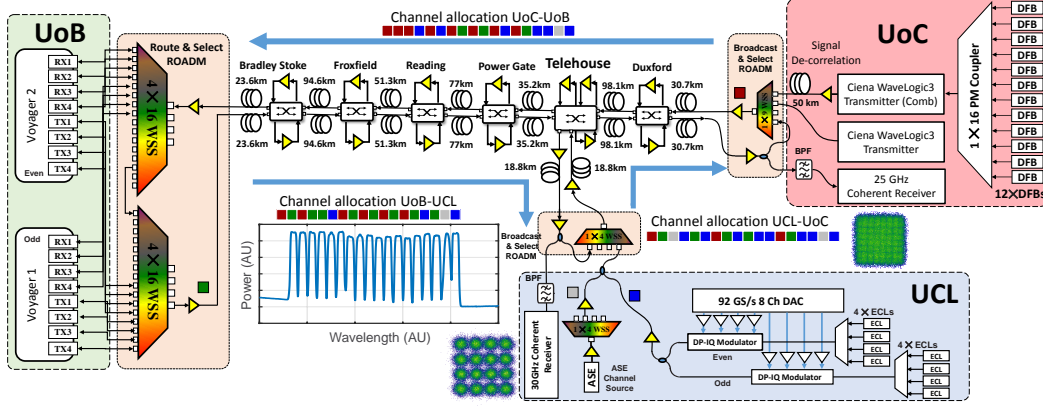 UoB
Voyager 2
RX1
RX2
RX3
RX4
TX1
TX2
TX3
TX4
Even
Odd
Voyager 1
RX1
RX2
RX3
RX4
TX1
TX2
TX3
TX4
Route & Select
ROADM
4 × 16 WSS
4 × 16 WSS
Channel allocation UoC-UoB
Bradley Stoke
Froxfield
Reading
Power Gate
Telehouse
Duxford
23.6km
94.6km
51.3km
77km
35.2km
98.1km
30.7km
23.6km
94.6km
51.3km
77km
35.2km
98.1km
30.7km
18.8km
18.8km
Broadcast
& Select
ROADM
1 × 4 WSS
BPF
UoC
Signal
De-correlation
50 km
Ciena WaveLogic3
Transmitter (Comb)
Ciena WaveLogic3
Transmitter
25 GHz
Coherent Receiver
1 × 16 PM Coupler
DFB
DFB
DFB
DFB
DFB
DFB
DFB
DFB
DFB
DFB
DFB
DFB
12×DFBs
Channel allocation UoB-UCL
Power (AU)
Wavelength (AU)
Broadcast
& Select
ROADM
1 × 4 WSS
Channel allocation UCL-UoC
UCL
BPF
30GHz Coherent
Receiver
1 × 4 WSS
ASE
ASE
Channel
Source
92 GS/s 8 Ch DAC
DP-IQ Modulator
Even
DP-IQ Modulator
Odd
4 × ECLs
ECL
ECL
ECL
ECL
4 × ECLs
ECL
ECL
ECL
ECL